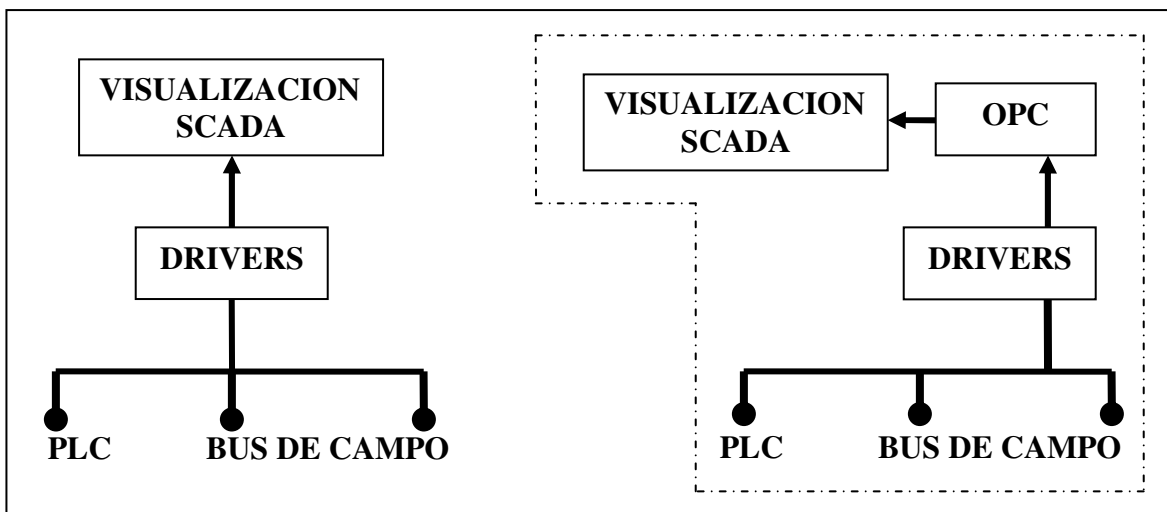 VISUALIZACION
SCADA
DRIVERS
PLC
BUS DE CAMPO
VISUALIZACION
SCADA
OPC
DRIVERS
PLC
BUS DE CAMPO